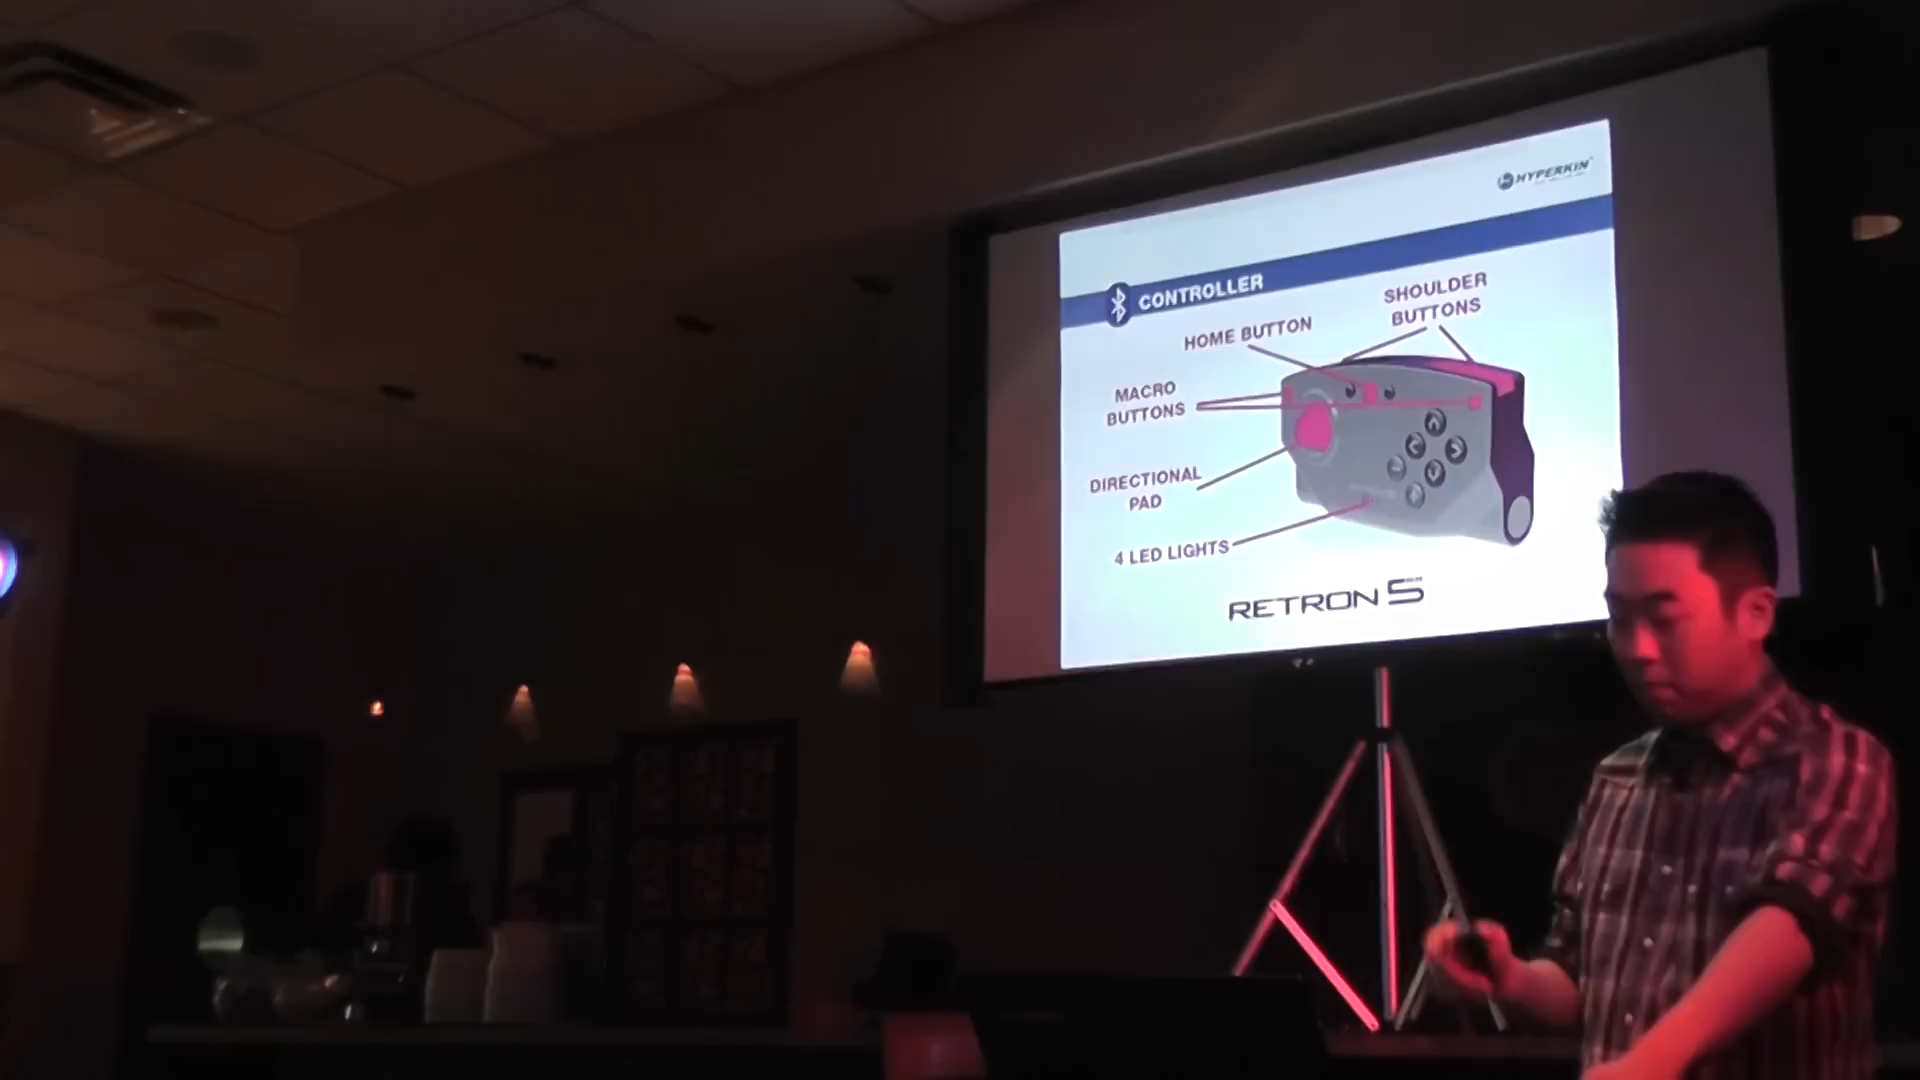 HYPERKIN
CONTROLLER
SHOULDER
BUTTONS
HOME BUTTON
MACRO
BUTTONS
DIRECTIONAL
PAD
4 LED LIGHTS
RETRON 5